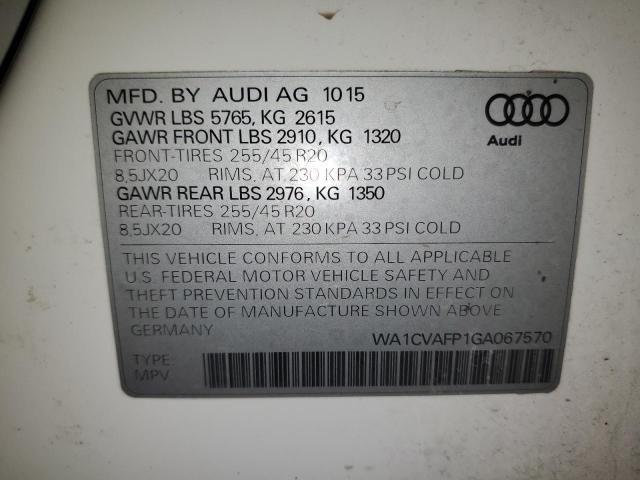 MFD. BY AUDI AG 1015
GVWR LBS 5765, KG 2615
GAWR FRONT LBS 2910, KG 1320
FRONT-TIRES 255/45 R20
8,5JX20 RIMS, AT 230 KPA 33 PSI COLD
GAWR REAR LBS 2976, KG 1350
REAR-TIRES 255/45 R20
8,5JX20 RIMS, AT 230 KPA 33 PSI COLD
Audi
THIS VEHICLE CONFORMS TO ALL APPLICABLE
U.S. FEDERAL MOTOR VEHICLE SAFETY AND
THEFT PREVENTION STANDARDS IN EFFECT ON
THE DATE OF MANUFACTURE SHOWN ABOVE
GERMANY
WA1CVAFP1GA067570
TYPE
MPV